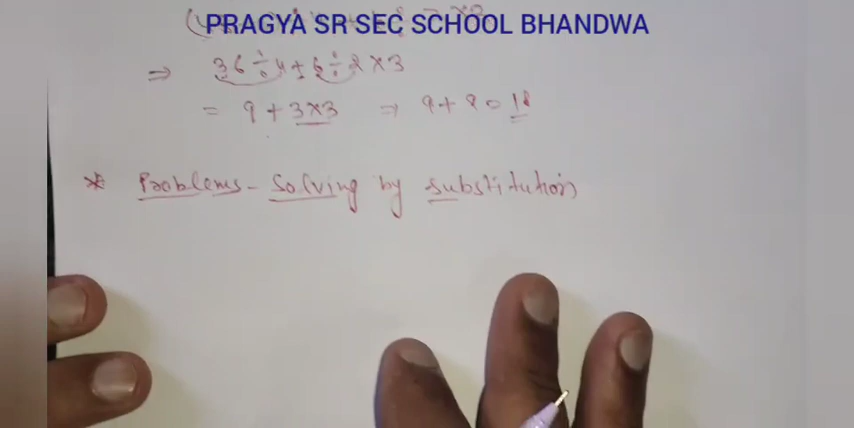 PRAGYA SR SEC SCHOOL BHANDWA
⇒ 36 ÷ 4 + 6 ÷ 2 × 3
= 9 + 3×3 ⇒ 9 + 9 = 18
* Problems - Solving by substitution